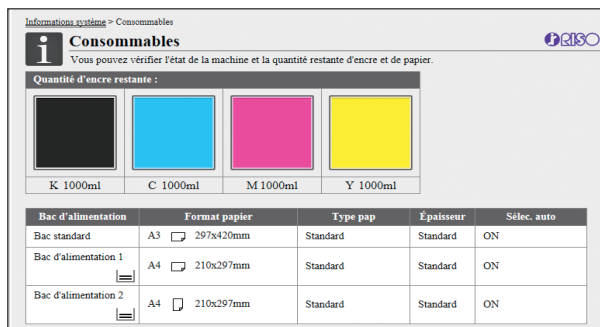 Informations système > Consommables
Consommables
RISO
Vous pouvez vérifier l'état de la machine et la quantité restante d'encre et de papier.
Quantité d'encre restante :
K 1000ml C 1000ml M 1000ml Y 1000ml
Bac d'alimentation Format papier Type pap Épaisseur Sélec. auto
Bac standard A3 297x420mm Standard Standard ON
Bac d'alimentation 1 A4 210x297mm Standard Standard ON
Bac d'alimentation 2 A4 210x297mm Standard Standard ON